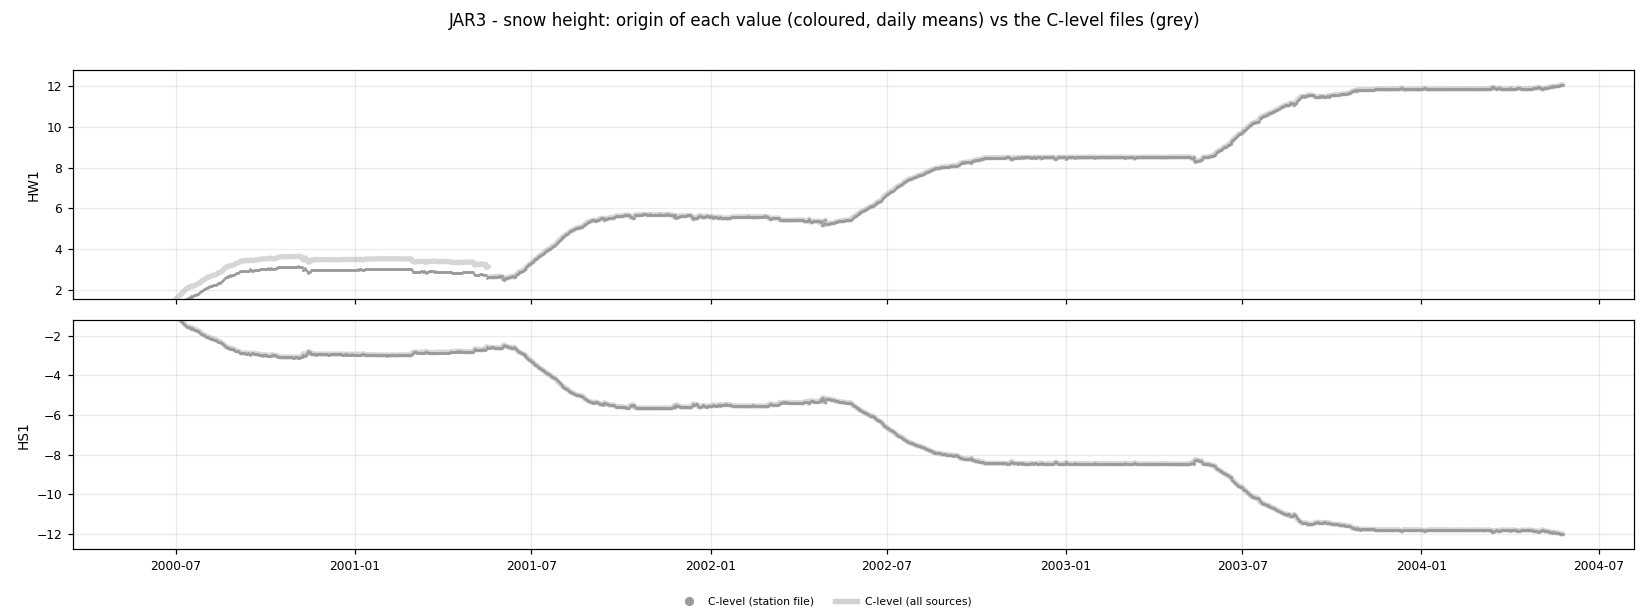 JAR3 - snow height: origin of each value (coloured, daily means) vs the C-level files (grey)
HW1
12
10
8
6
4
2
HS1
−2
−4
−6
−8
−10
−12
2000-07 2001-01 2001-07 2002-01 2002-07 2003-01 2003-07 2004-01 2004-07
C-level (station file) C-level (all sources)